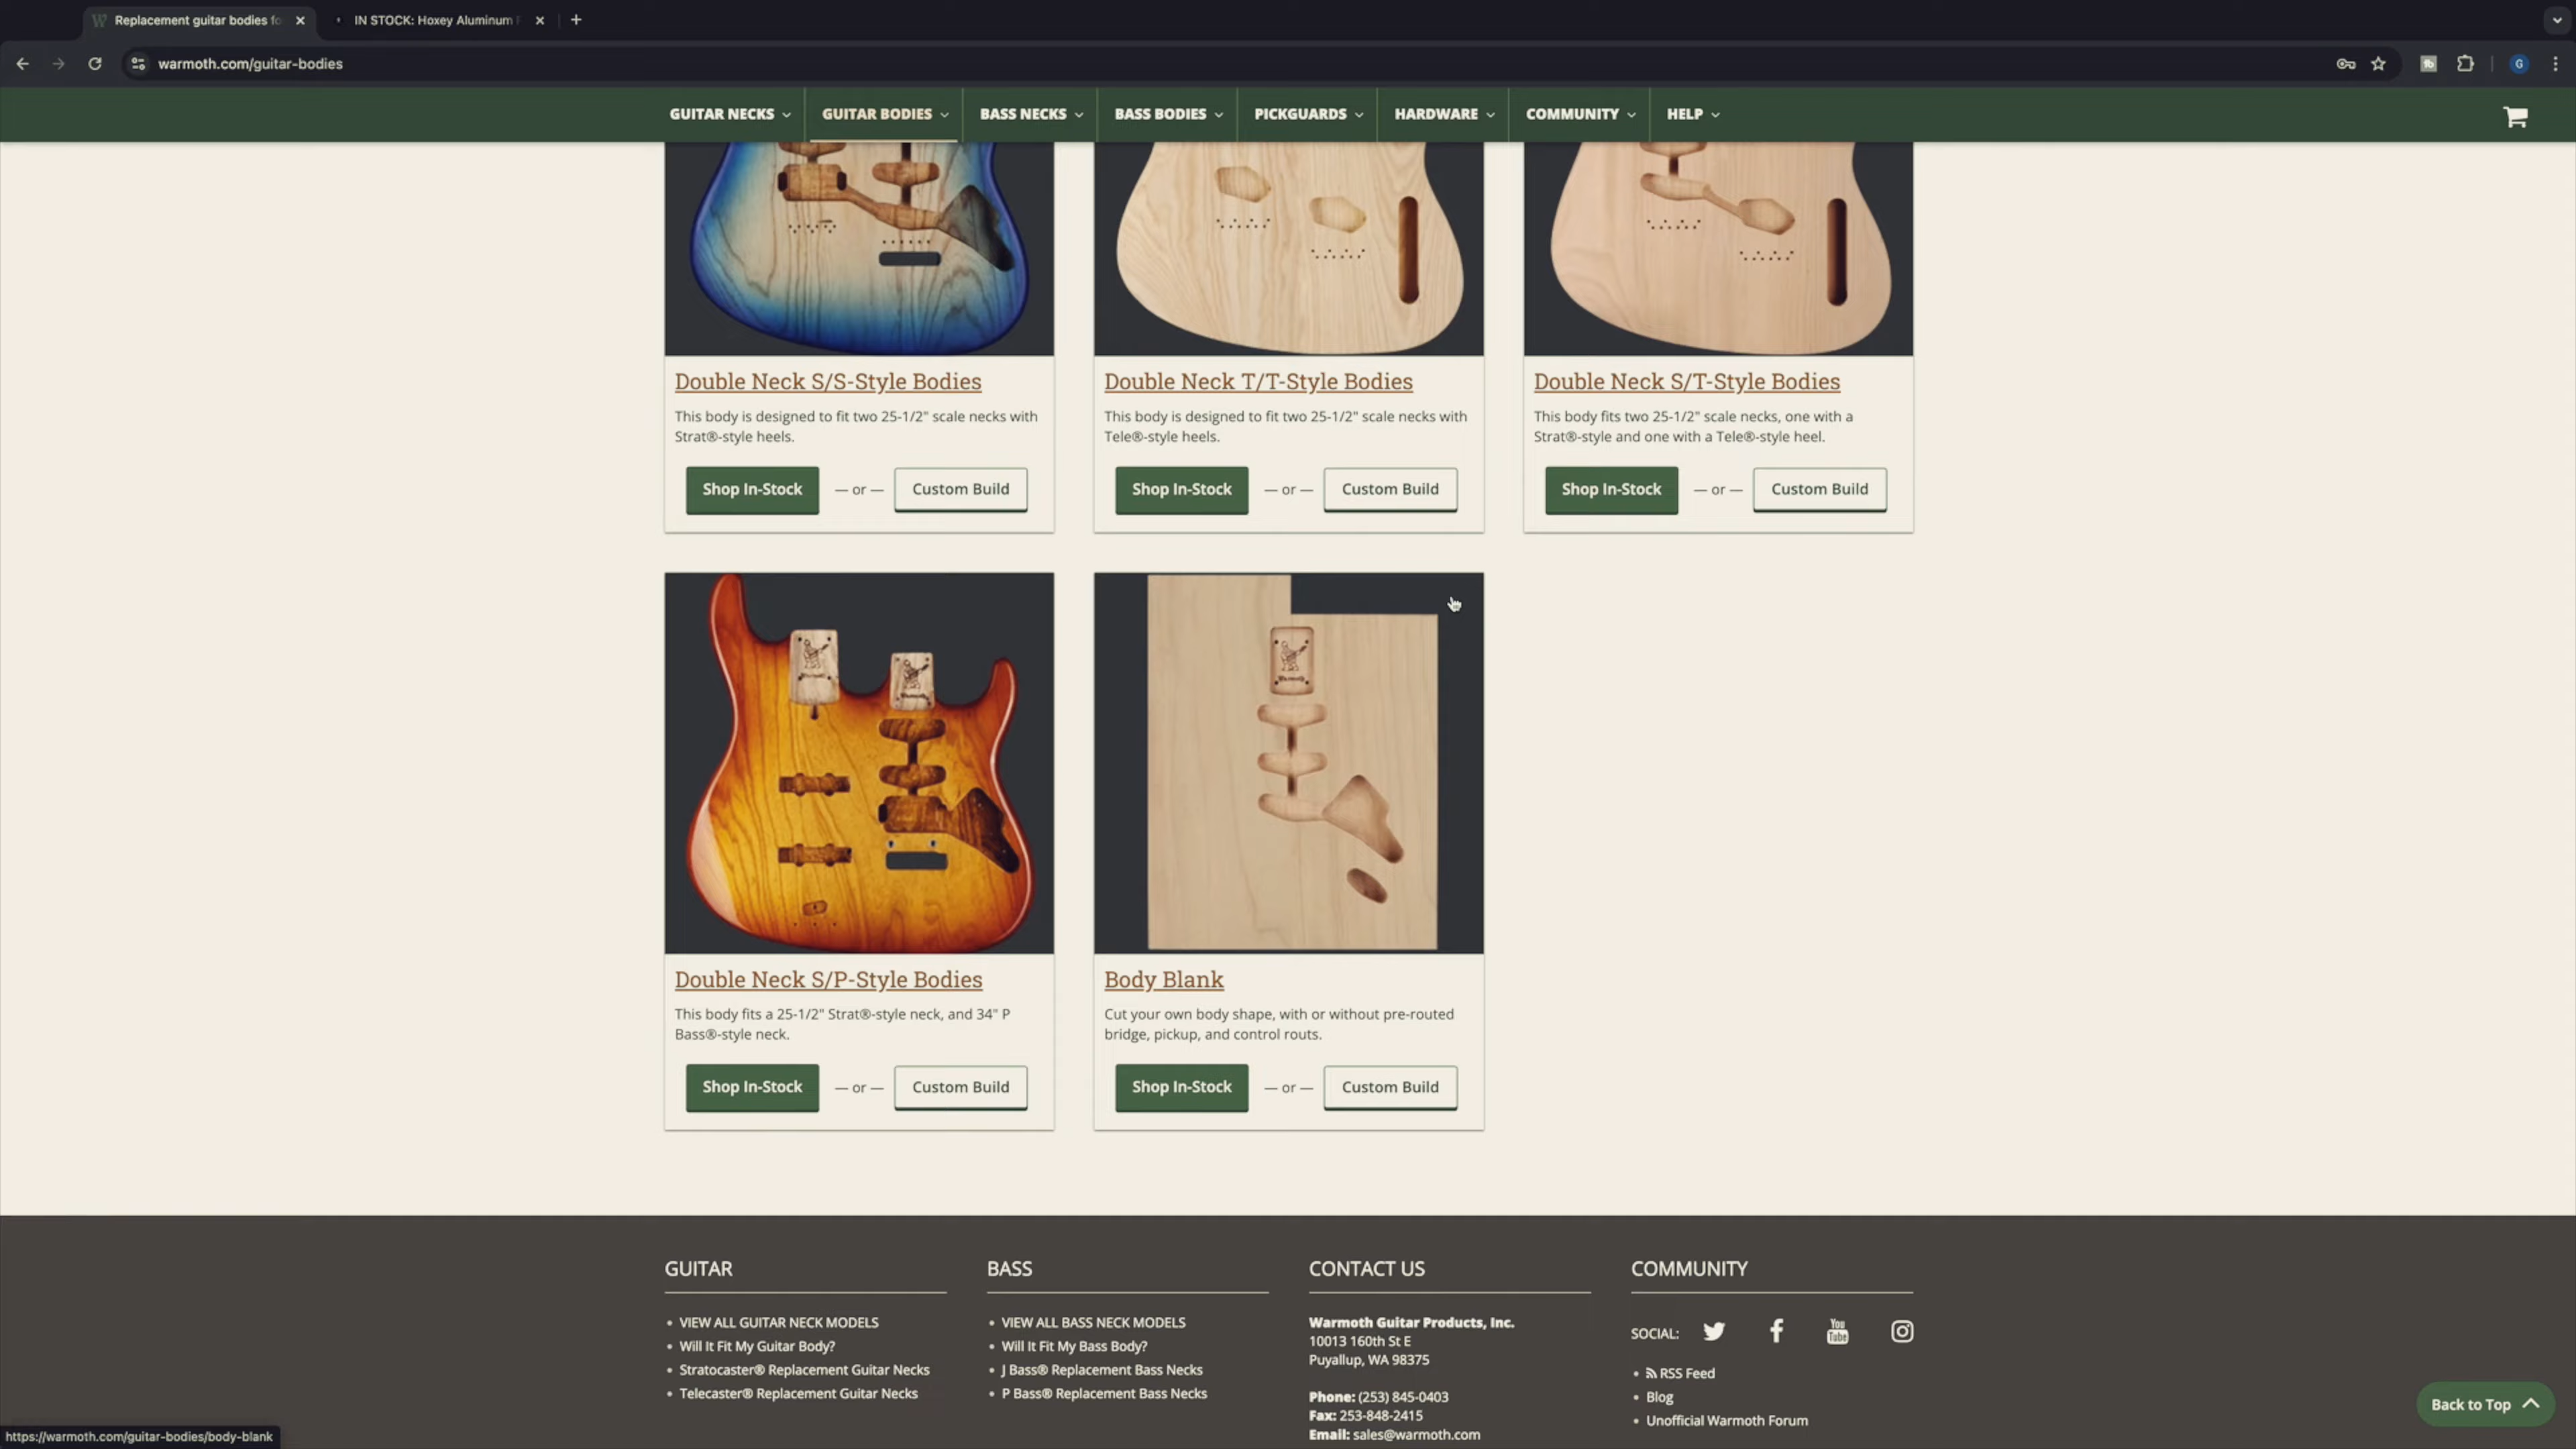 Replacement guitar bodies fo
IN STOCK: Hoxey Aluminum
warmoth.com/guitar-bodies
G
GUITAR NECKS
GUITAR BODIES
BASS NECKS
BASS BODIES
PICKGUARDS
HARDWARE
COMMUNITY
HELP
Double Neck S/S-Style Bodies
This body is designed to fit two 25-1/2" scale necks with
Strat®-style heels.
Shop In-Stock
— or —
Custom Build
Double Neck T/T-Style Bodies
This body is designed to fit two 25-1/2" scale necks with
Tele®-style heels.
Shop In-Stock
— or —
Custom Build
Double Neck S/T-Style Bodies
This body fits two 25-1/2" scale necks, one with a
Strat®-style and one with a Tele®-style heel.
Shop In-Stock
— or —
Custom Build
Double Neck S/P-Style Bodies
This body fits a 25-1/2" Strat®-style neck, and 34" P
Bass®-style neck.
Shop In-Stock
— or —
Custom Build
Body Blank
Cut your own body shape, with or without pre-routed
bridge, pickup, and control routs.
Shop In-Stock
— or —
Custom Build
GUITAR
• VIEW ALL GUITAR NECK MODELS
• Will It Fit My Guitar Body?
• Stratocaster® Replacement Guitar Necks
• Telecaster® Replacement Guitar Necks
BASS
• VIEW ALL BASS NECK MODELS
• Will It Fit My Bass Body?
• J Bass® Replacement Bass Necks
• P Bass® Replacement Bass Necks
CONTACT US
Warmoth Guitar Products, Inc.
10013 160th St E
Puyallup, WA 98375
Phone: (253) 845-0403
Fax: 253-848-2415
Email: sales@warmoth.com
COMMUNITY
SOCIAL:
You
Tube
• RSS Feed
• Blog
• Unofficial Warmoth Forum
Back to Top
https://warmoth.com/guitar-bodies/body-blank